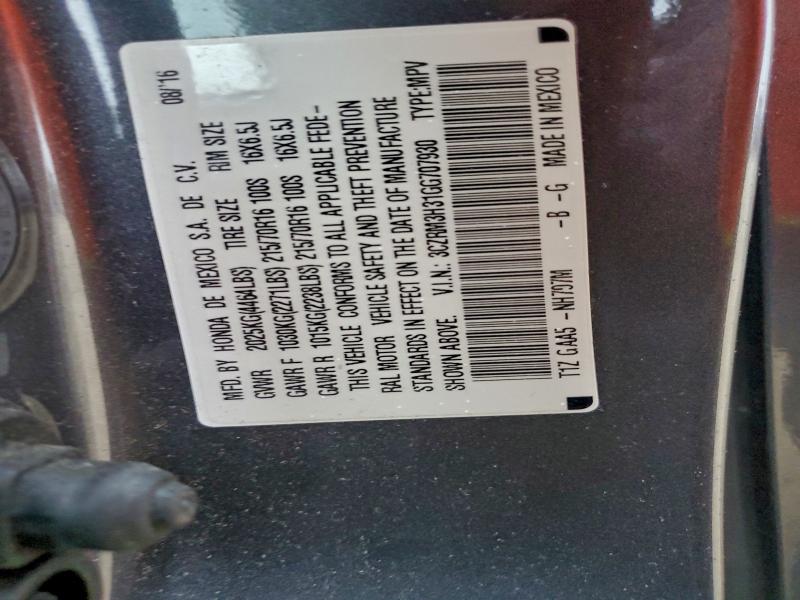 MFD. BY HONDA DE MEXICO S.A. DE C.V. 08/'16
GVWR 2025KG(4464LBS) TIRE SIZE RIM SIZE
GAWR F 1030KG(2271LBS) 215/70R16 100S 16X6.5J
GAWR R 1015KG(2238LBS) 215/70R16 100S 16X6.5J
THIS VEHICLE CONFORMS TO ALL APPLICABLE FEDE-
RAL MOTOR VEHICLE SAFETY AND THEFT PREVENTION
STANDARDS IN EFFECT ON THE DATE OF MANUFACTURE
SHOWN ABOVE. V.I.N.: 3CZRM3H31GG707930 TYPE:MPV
T1Z GAA5 -NH797M -B -G MADE IN MEXICO